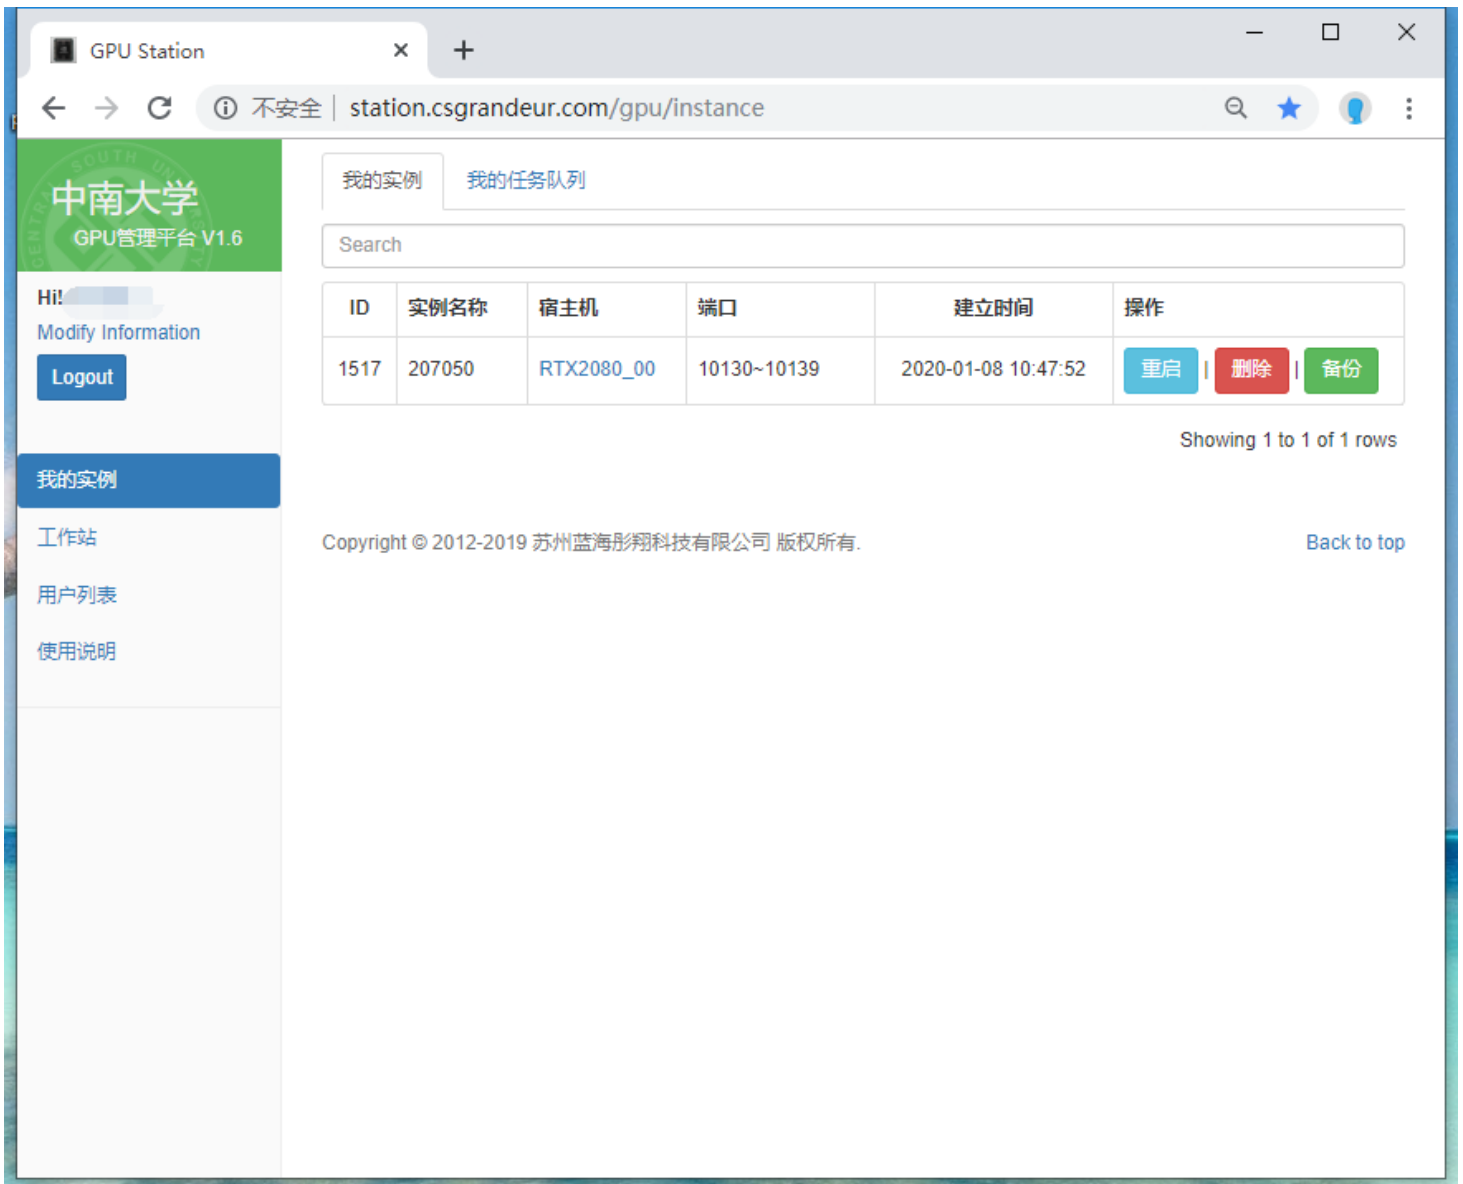 GPU Station
不安全 station.csgrandeur.com/gpu/instance
CENTRAL SOUTH UNIVERSITY
中南大学
GPU管理平台 V1.6
Hi!
Modify Information
Logout
我的实例
工作站
用户列表
使用说明
我的实例 我的任务队列
Search
ID 实例名称 宿主机 端口 建立时间 操作
1517 207050 RTX2080_00 10130~10139 2020-01-08 10:47:52 重启 | 删除 | 备份
Showing 1 to 1 of 1 rows
Copyright © 2012-2019 苏州蓝海彤翔科技有限公司 版权所有. Back to top